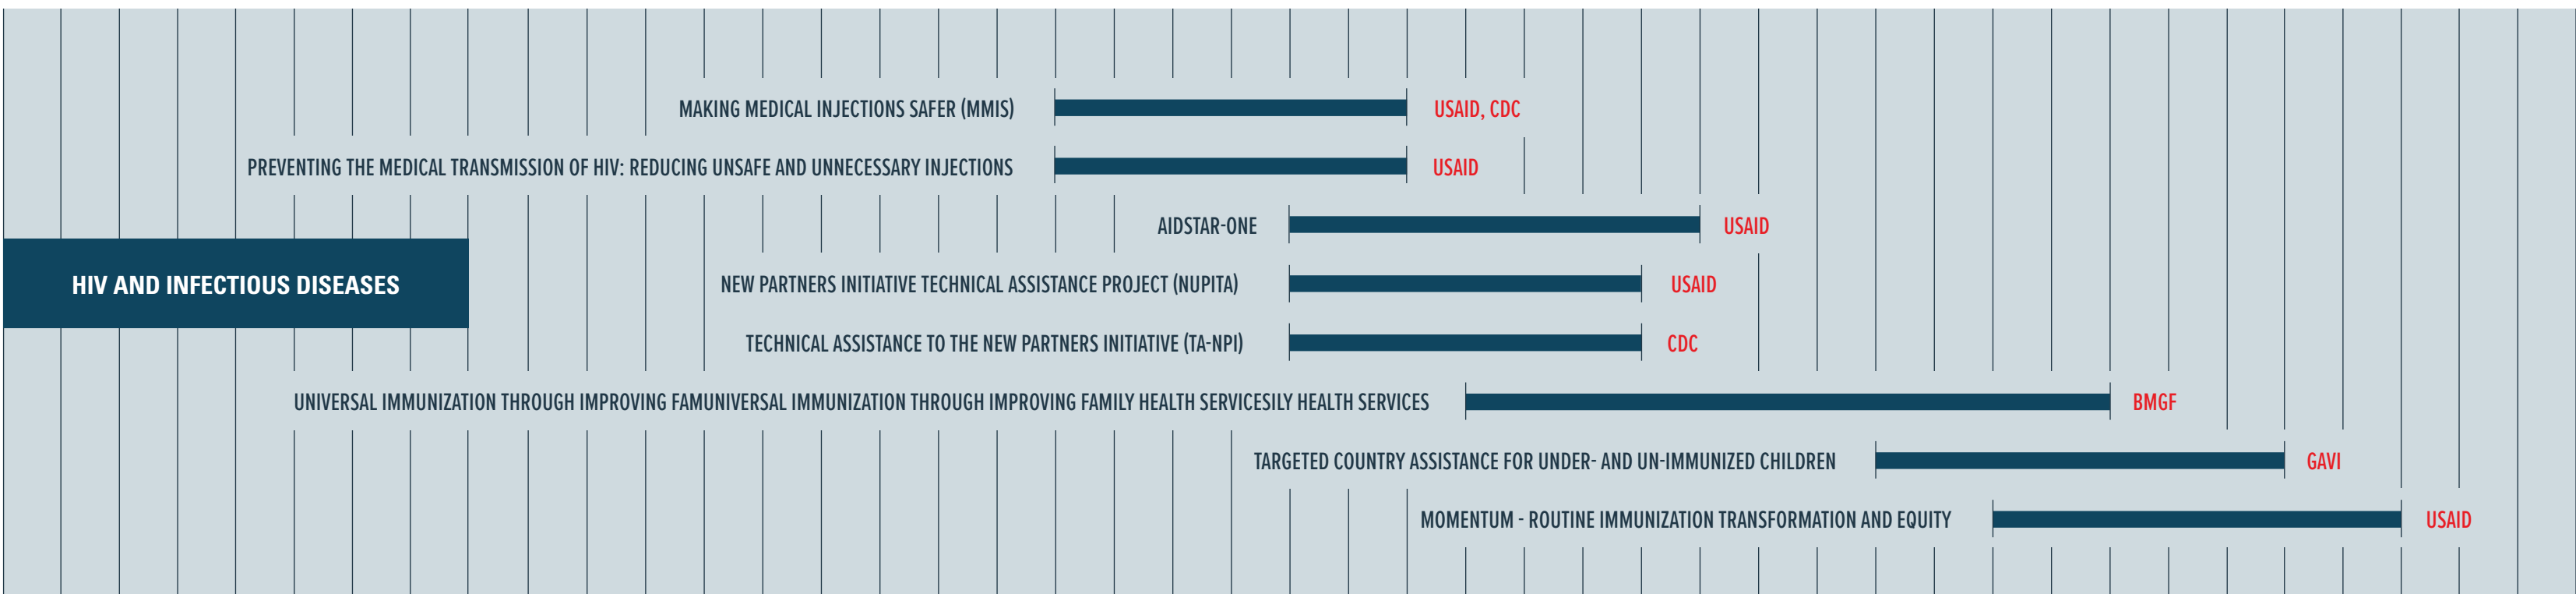 MAKING MEDICAL INJECTIONS SAFER (MMIS)
USAID, CDC
PREVENTING THE MEDICAL TRANSMISSION OF HIV: REDUCING UNSAFE AND UNNECESSARY INJECTIONS
USAID
AIDSTAR-ONE
USAID
HIV AND INFECTIOUS DISEASES
NEW PARTNERS INITIATIVE TECHNICAL ASSISTANCE PROJECT (NUPITA)
USAID
TECHNICAL ASSISTANCE TO THE NEW PARTNERS INITIATIVE (TA-NPI)
CDC
UNIVERSAL IMMUNIZATION THROUGH IMPROVING FAMUNIVERSAL IMMUNIZATION THROUGH IMPROVING FAMILY HEALTH SERVICESILY HEALTH SERVICES
BMGF
TARGETED COUNTRY ASSISTANCE FOR UNDER- AND UN-IMMUNIZED CHILDREN
GAVI
MOMENTUM - ROUTINE IMMUNIZATION TRANSFORMATION AND EQUITY
USAID